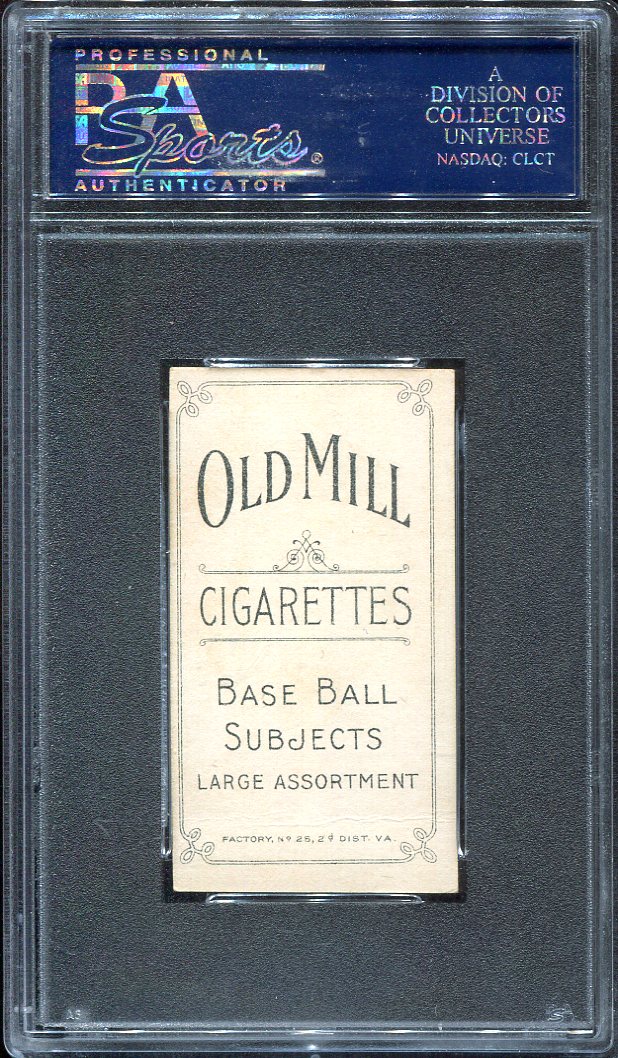 PROFESSIONAL
PSA
Sports®
AUTHENTICATOR
A
DIVISION OF
COLLECTORS
UNIVERSE
NASDAQ: CLCT
OLD MILL
CIGARETTES
BASE BALL
SUBJECTS
LARGE ASSORTMENT
FACTORY, Nº 25, 2ᵈ DIST. VA.